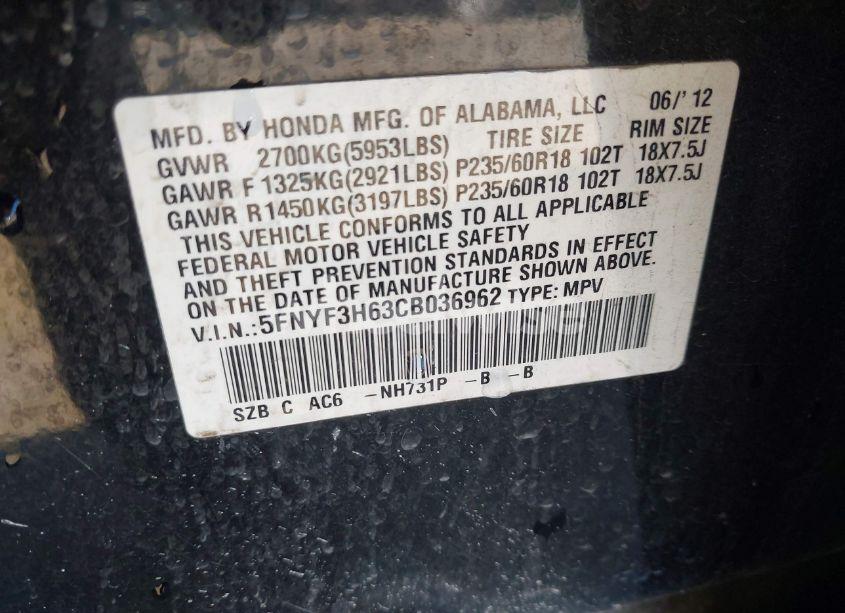 MFD. BY HONDA MFG. OF ALABAMA, LLC 06/' 12
GVWR 2700KG(5953LBS) TIRE SIZE RIM SIZE
GAWR F1325KG(2921LBS) P235/60R18 102T 18X7.5J
GAWR R1450KG(3197LBS) P235/60R18 102T 18X7.5J
THIS VEHICLE CONFORMS TO ALL APPLICABLE
FEDERAL MOTOR VEHICLE SAFETY
AND THEFT PREVENTION STANDARDS IN EFFECT
ON THE DATE OF MANUFACTURE SHOWN ABOVE.
V.I.N.:5FNYF3H63CB036962 TYPE: MPV
SZB C AC6 -NH731P -B -B